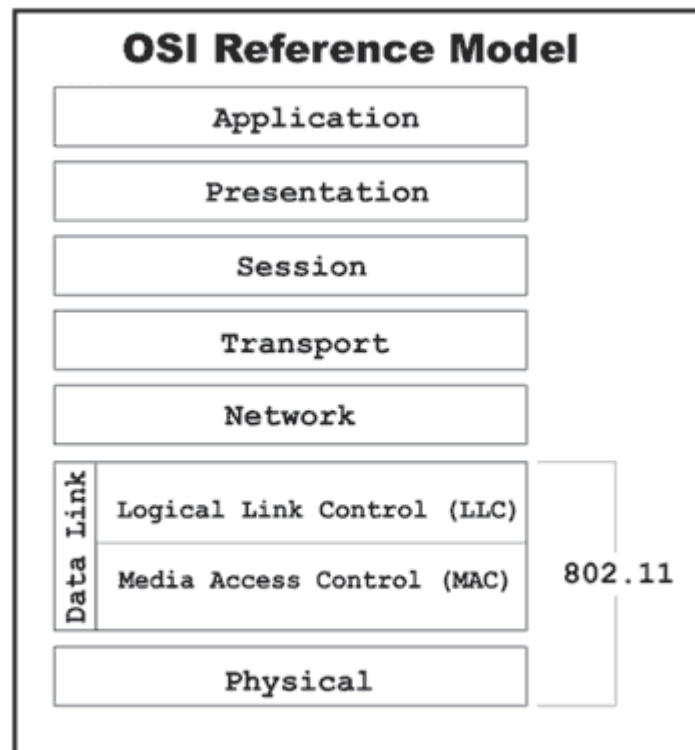 OSI Reference Model
Application
Presentation
Session
Transport
Network
Data Link
Logical Link Control (LLC)
Media Access Control (MAC)
802.11
Physical